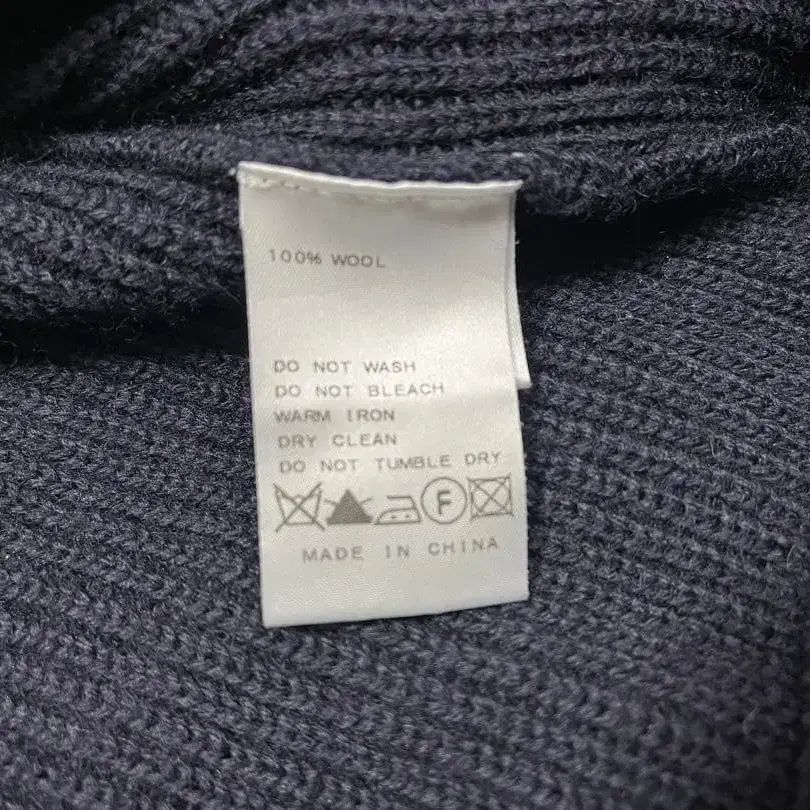 100% WOOL
DO NOT WASH
DO NOT BLEACH
WARM IRON
DRY CLEAN
DO NOT TUMBLE DRY
F
MADE IN CHINA